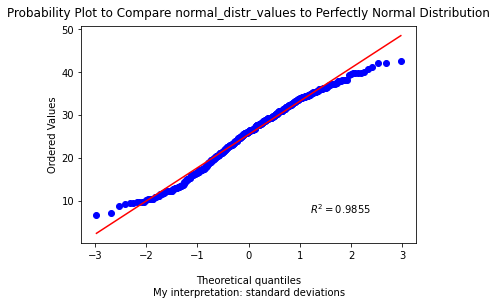 Probability Plot to Compare normal_distr_values to Perfectly Normal Distribution
50
40
30
20
10
Ordered Values
R² = 0.9855
−3
−2
−1
0
1
2
3
Theoretical quantiles
My interpretation: standard deviations